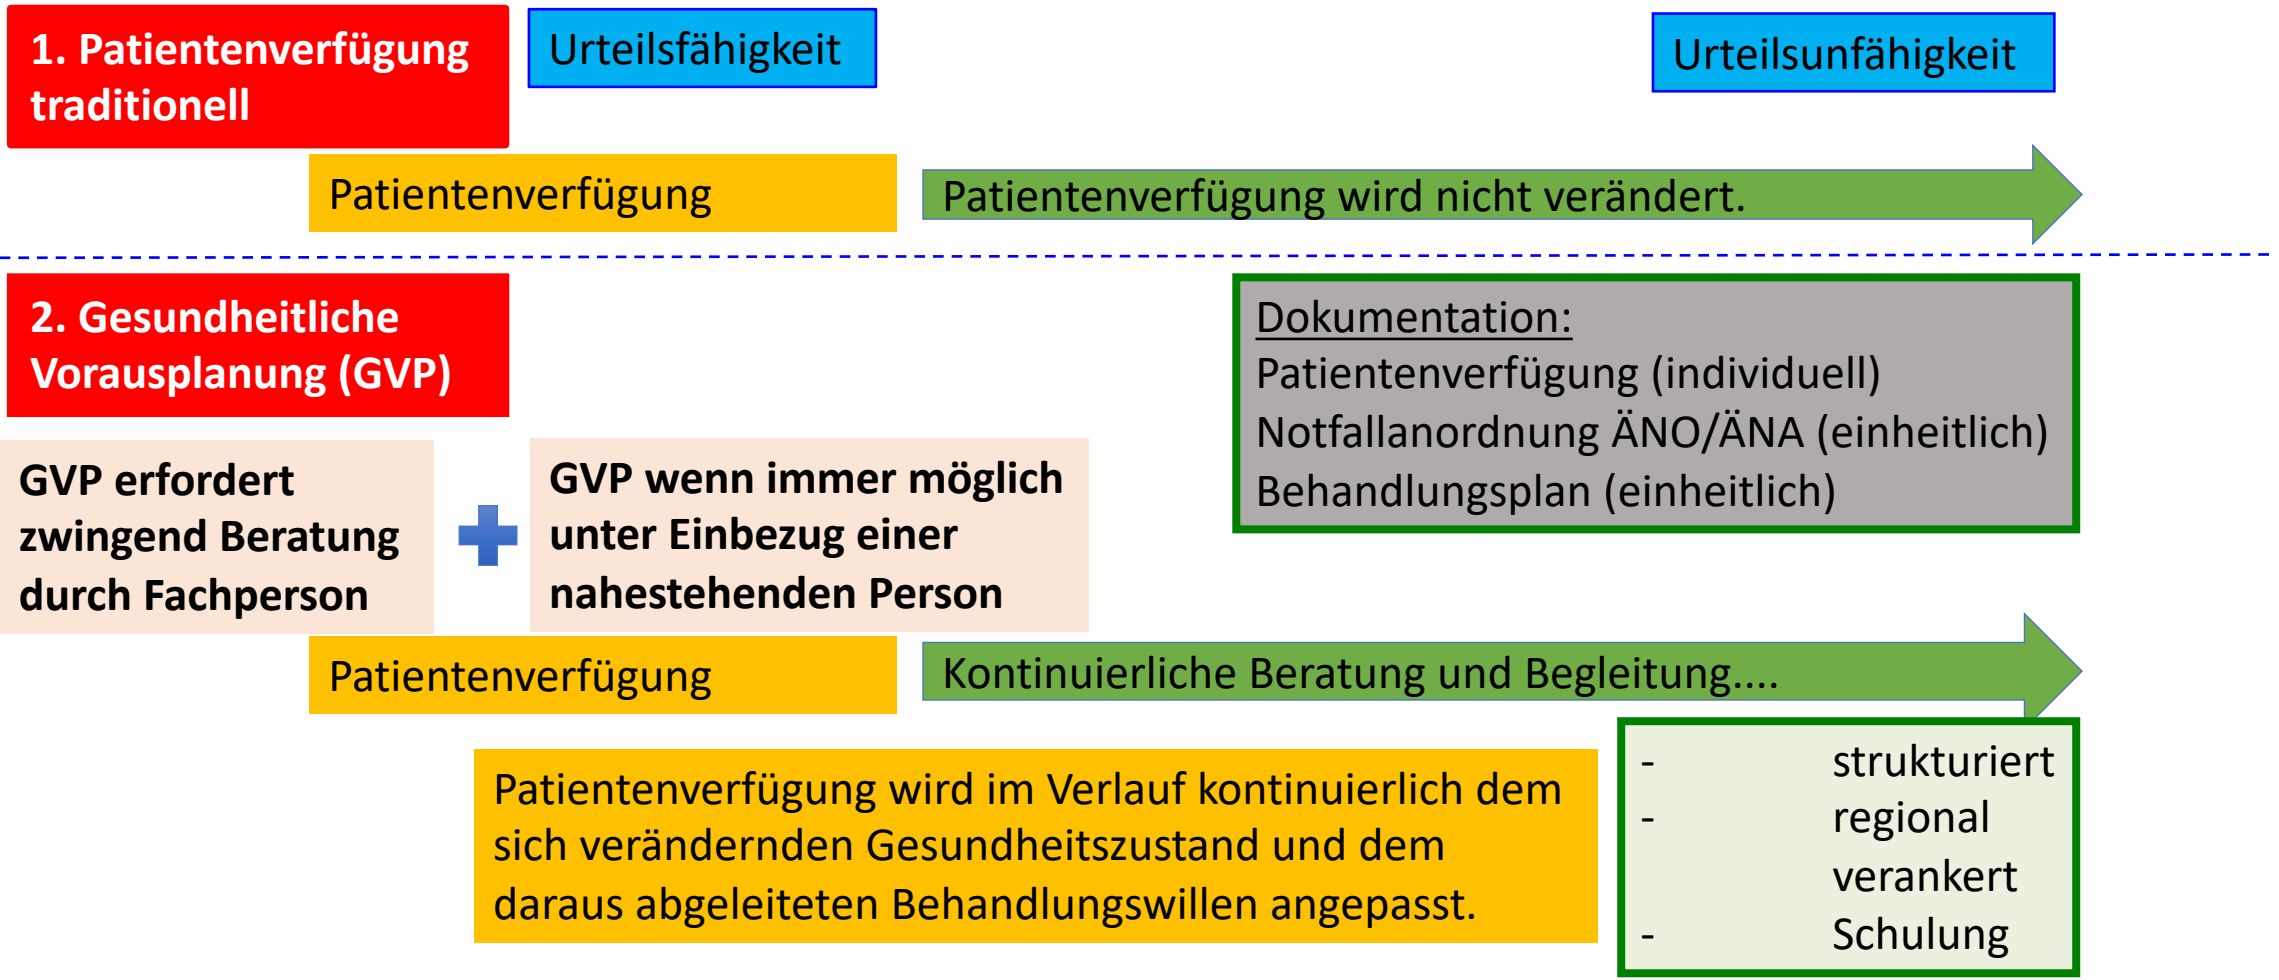 1. Patientenverfügung
traditionell
Urteilsfähigkeit
Urteilsunfähigkeit
Patientenverfügung
Patientenverfügung wird nicht verändert.
2. Gesundheitliche
Vorausplanung (GVP)
Dokumentation:
Patientenverfügung (individuell)
Notfallanordnung ÄNO/ÄNA (einheitlich)
Behandlungsplan (einheitlich)
GVP erfordert
zwingend Beratung
durch Fachperson
GVP wenn immer möglich
unter Einbezug einer
nahestehenden Person
Patientenverfügung
Kontinuierliche Beratung und Begleitung....
Patientenverfügung wird im Verlauf kontinuierlich dem
sich verändernden Gesundheitszustand und dem
daraus abgeleiteten Behandlungswillen angepasst.
- strukturiert
- regional
verankert
- Schulung